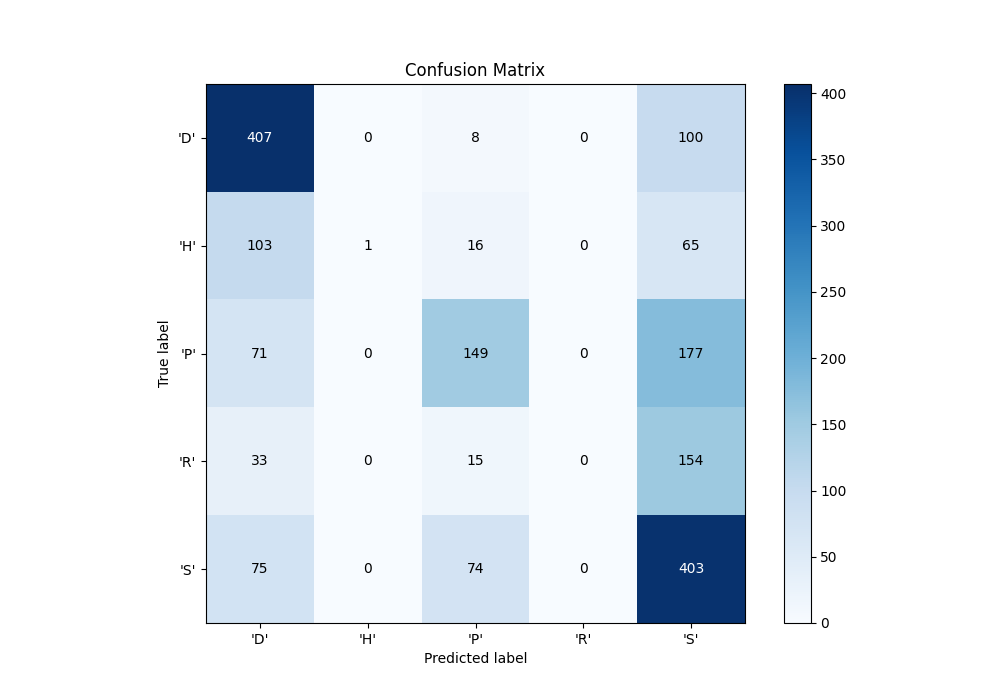 Confusion Matrix
True label
'D' 407 0 8 0 100
'H' 103 1 16 0 65
'P' 71 0 149 0 177
'R' 33 0 15 0 154
'S' 75 0 74 0 403
'D' 'H' 'P' 'R' 'S'
Predicted label
400
350
300
250
200
150
100
50
0